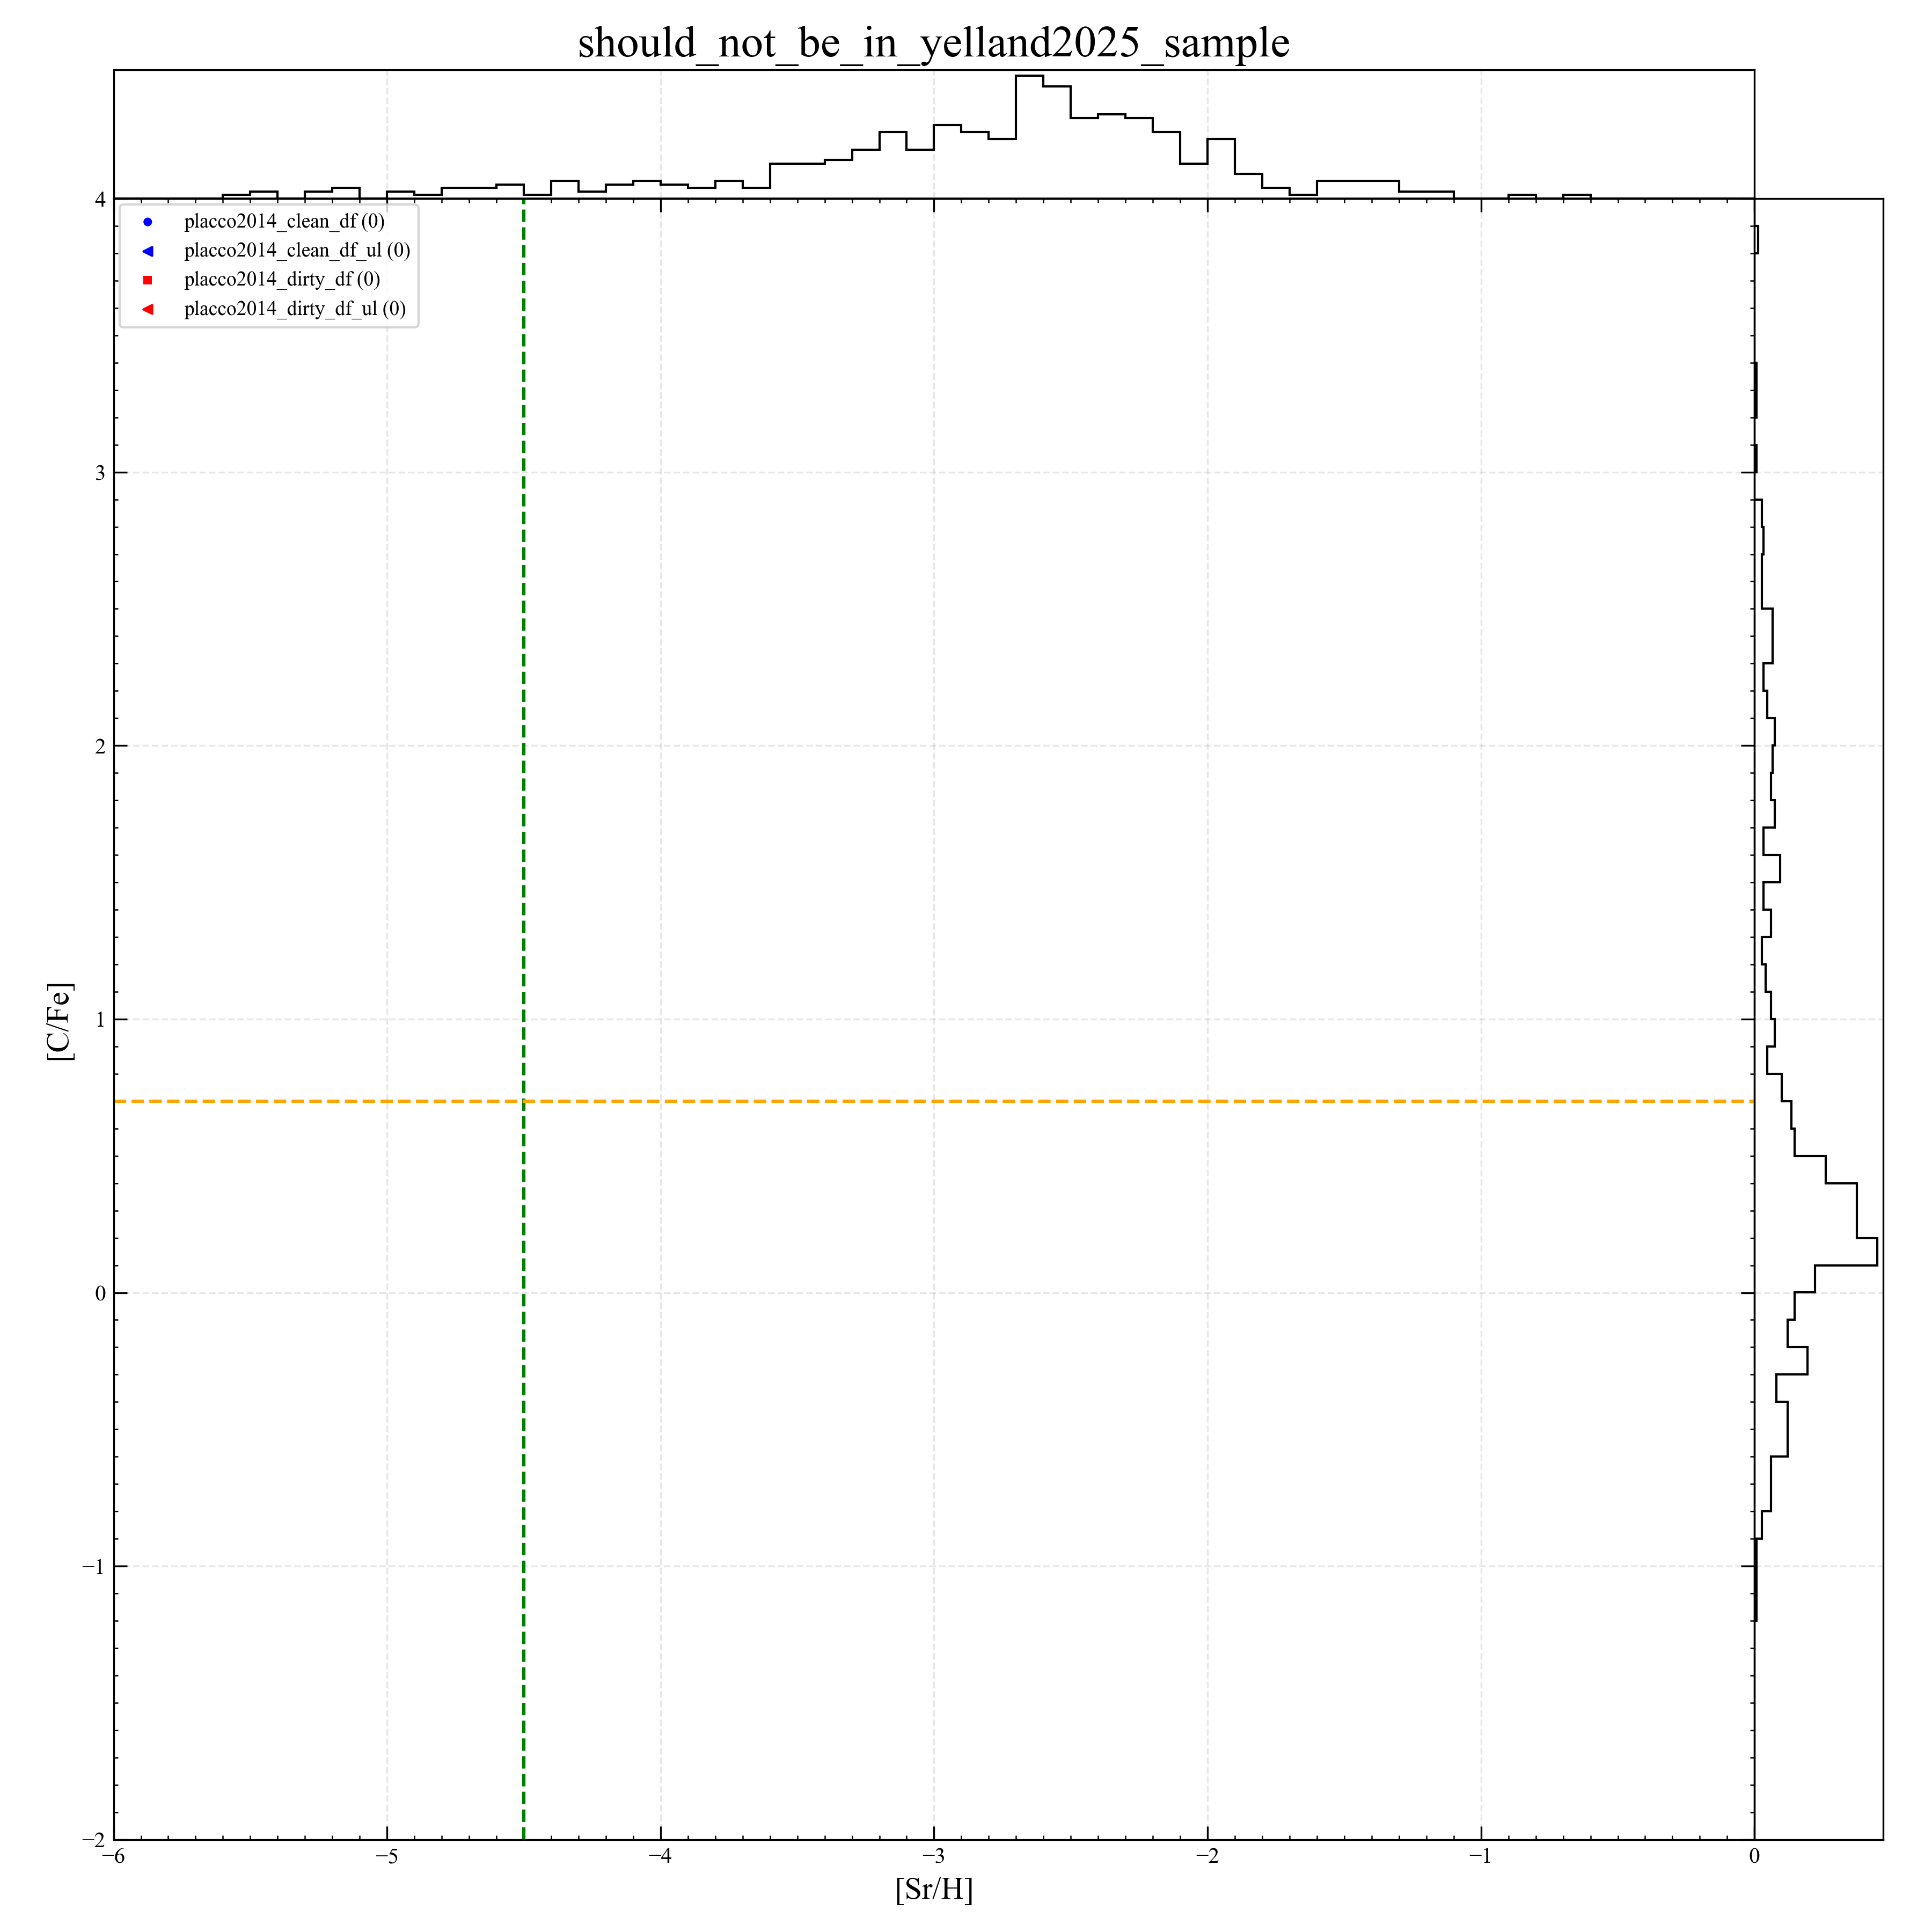 should_not_be_in_yelland2025_sample
4
placco2014_clean_df (0)
placco2014_clean_df_ul (0)
placco2014_dirty_df (0)
placco2014_dirty_df_ul (0)
3
2
1
0
−1
−2
[C/Fe]
−6 −5 −4 −3 −2 −1 0
[Sr/H]